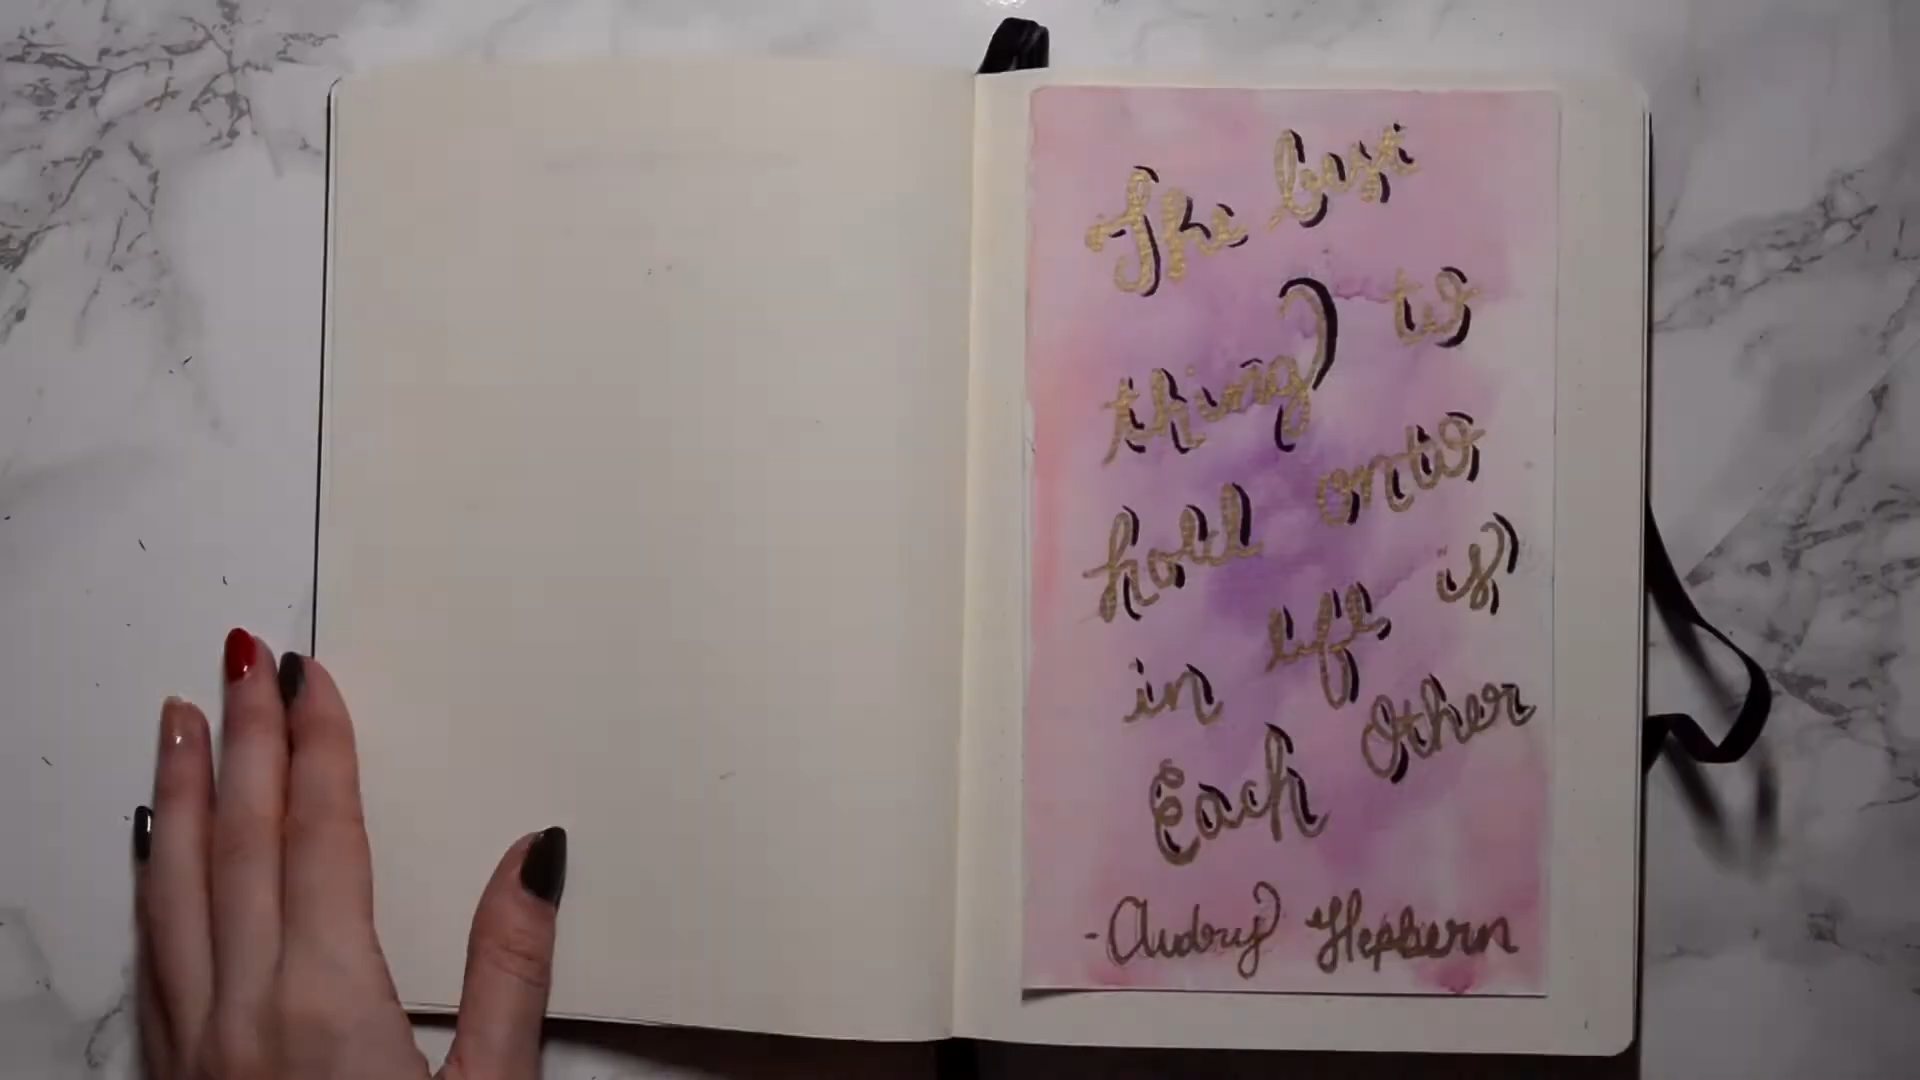 The best
thing to
hold onto
in life is
Each Other
- Audrey Hepburn